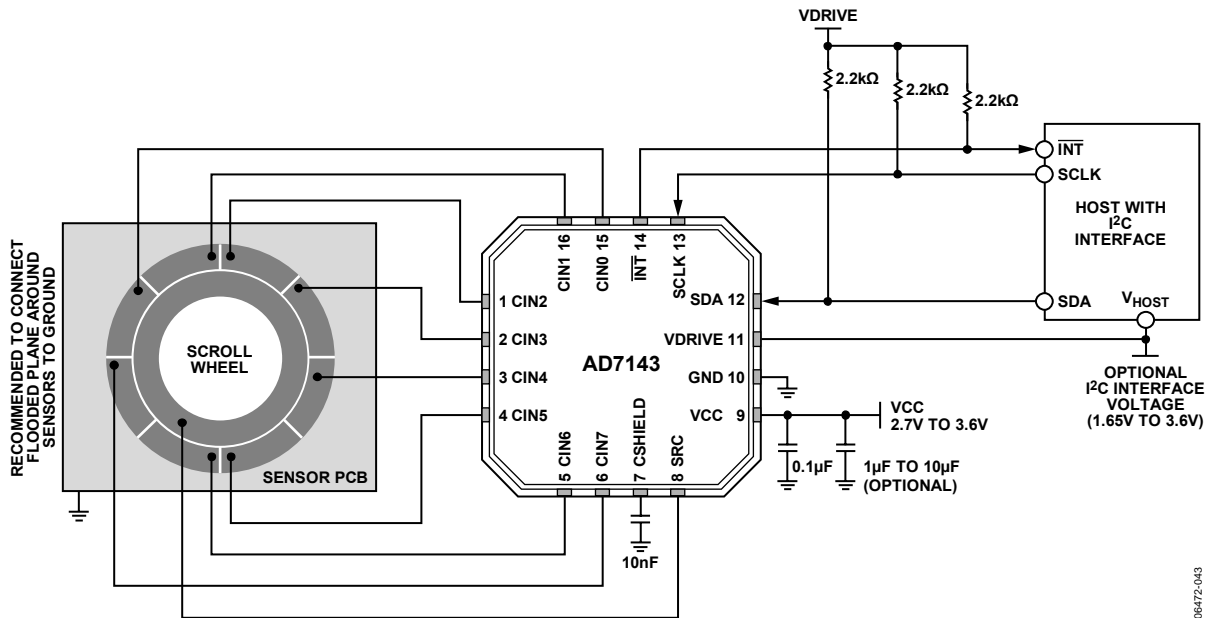 VDRIVE
2.2kΩ
2.2kΩ
2.2kΩ
INT
SCLK
HOST WITH
I2C
INTERFACE
SDA
VHOST
OPTIONAL
I2C INTERFACE
VOLTAGE
(1.65V TO 3.6V)
RECOMMENDED TO CONNECT
FLOODED PLANE AROUND
SENSORS TO GROUND
SCROLL
WHEEL
SENSOR PCB
CIN1 16
CIN0 15
INT 14
SCLK 13
1 CIN2
2 CIN3
3 CIN4
4 CIN5
AD7143
SDA 12
VDRIVE 11
GND 10
VCC 9
5 CIN6
6 CIN7
7 CSHIELD
8 SRC
VCC
2.7V TO 3.6V
0.1µF
1µF TO 10µF
(OPTIONAL)
10nF
06472-043